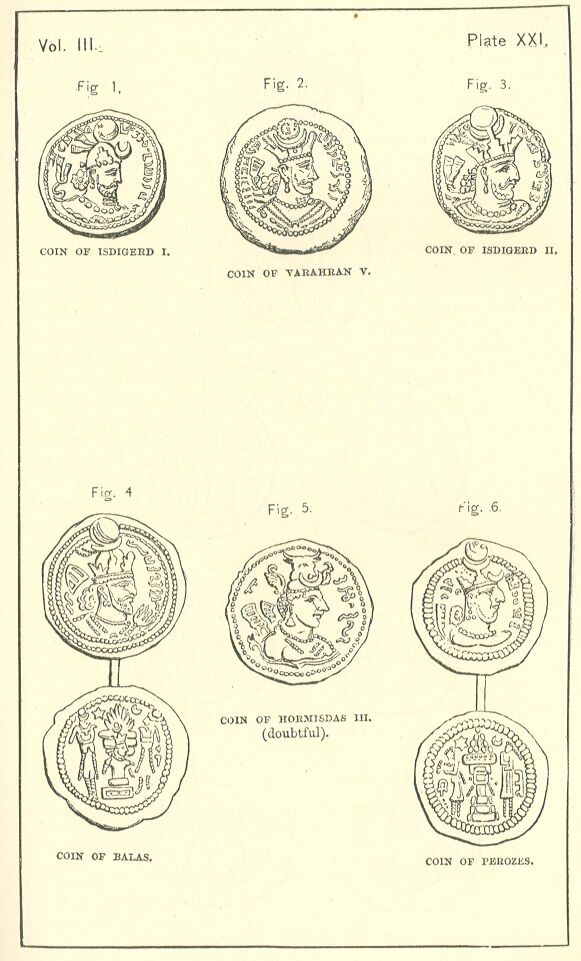 Vol. III.
Plate XXI.
Fig 1.
Fig. 2.
Fig. 3.
COIN OF ISDIGERD I.
COIN OF VARAHRAN V.
COIN OF ISDIGERD II.
Fig. 4
Fig. 5.
Fig. 6.
COIN OF HORMISDAS III.
(doubtful).
COIN OF BALAS.
COIN OF PEROZES.